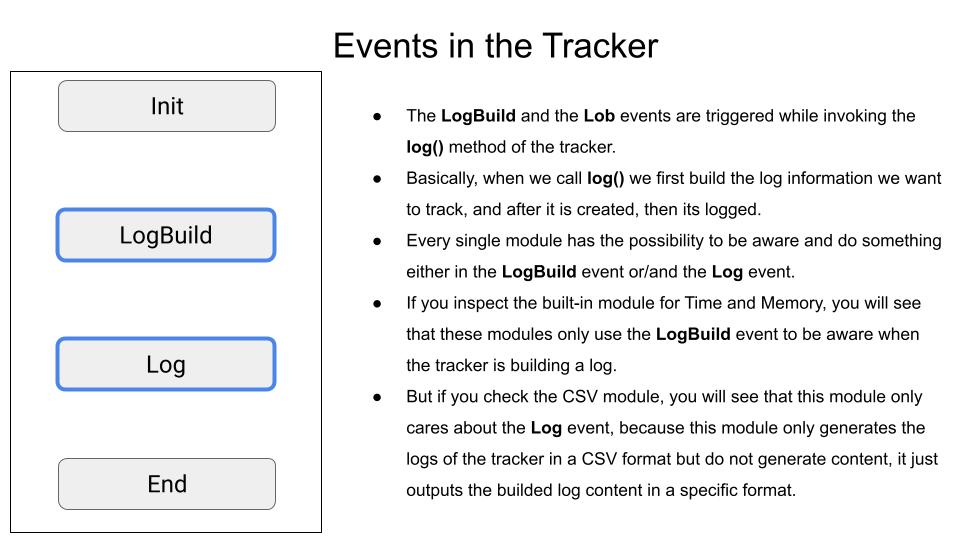 Events in the Tracker
Init
LogBuild
Log
End
● The LogBuild and the Lob events are triggered while invoking the
log() method of the tracker.
● Basically, when we call log() we first build the log information we want
to track, and after it is created, then its logged.
● Every single module has the possibility to be aware and do something
either in the LogBuild event or/and the Log event.
● If you inspect the built-in module for Time and Memory, you will see
that these modules only use the LogBuild event to be aware when
the tracker is building a log.
● But if you check the CSV module, you will see that this module only
cares about the Log event, because this module only generates the
logs of the tracker in a CSV format but do not generate content, it just
outputs the builded log content in a specific format.